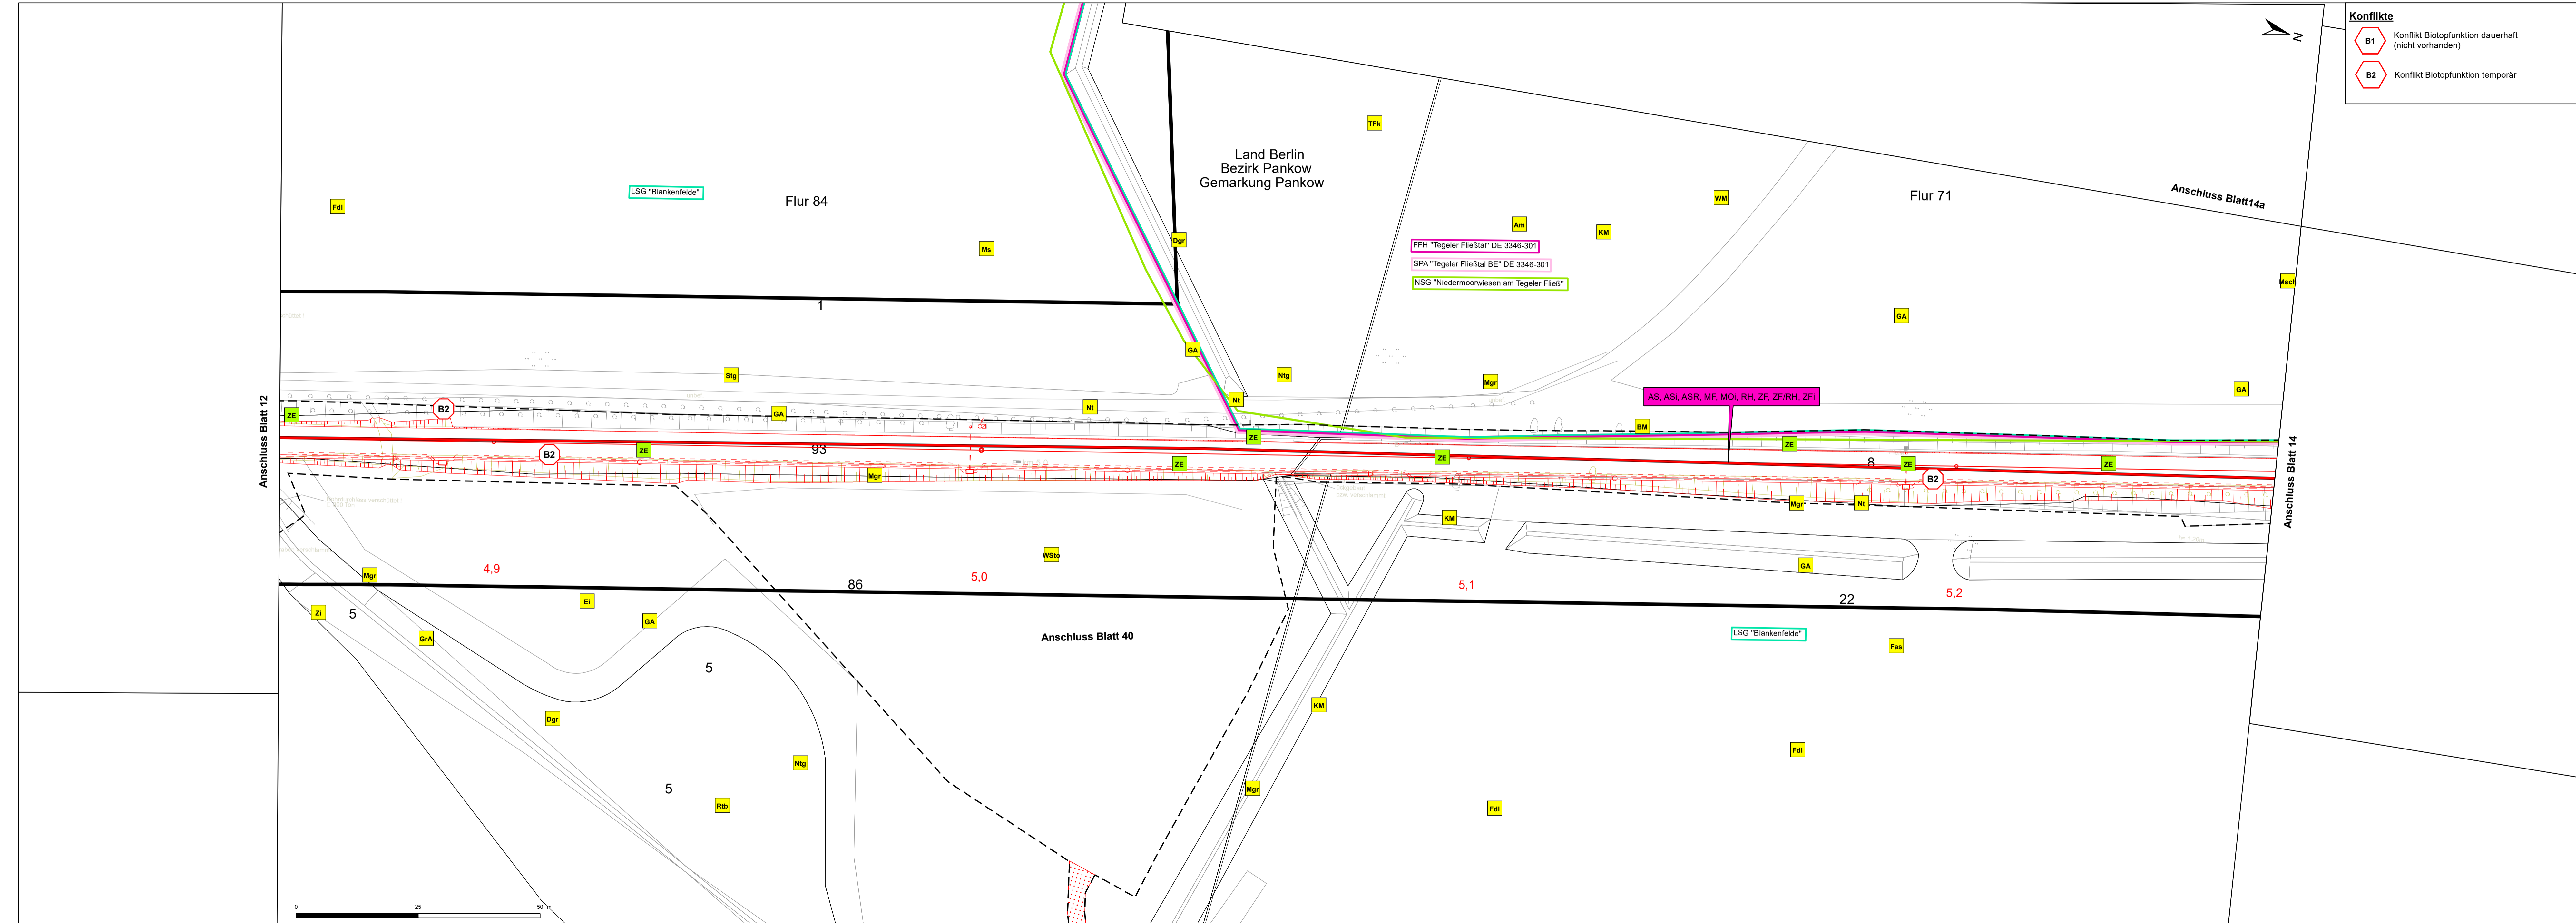 Konflikte
B1
Konflikt Biotopfunktion dauerhaft
(nicht vorhanden)
B2
Konflikt Biotopfunktion temporär
N
TFk
Land Berlin
Bezirk Pankow
Gemarkung Pankow
LSG "Blankenfelde"
Flur 84
Fdl
WM
Flur 71
Anschluss Blatt14a
Am
KM
Dgr
Ms
FFH "Tegeler Fließtal" DE 3346-301
SPA "Tegeler Fließtal BE" DE 3346-301
NSG "Niedermoorwiesen am Tegeler Fließ"
Msch
1
GA
GA
Stg
Ntg
Mgr
GA
AS, ASi, ASR, MF, MOI, RH, ZF, ZF/RH, ZFi
unbef.
unbef.
Nt
Nt
ZE
B2
GA
BM
ZE
ZE
93
ZE
B2
ZE
ZE
8
ZE
ZE
Mgr
B2
Anschluss Blatt 12
Anschluss Blatt 14
Mgr
Nt
KM
WSto
GA
4,9
5,0
5,1
5,2
Mgr
86
22
Ei
Zi
5
GA
GrA
Anschluss Blatt 40
LSG "Blankenfelde"
Fas
5
KM
Dgr
Fdl
Ntg
5
Mgr
Rtb
Fdl
0 25 50 m